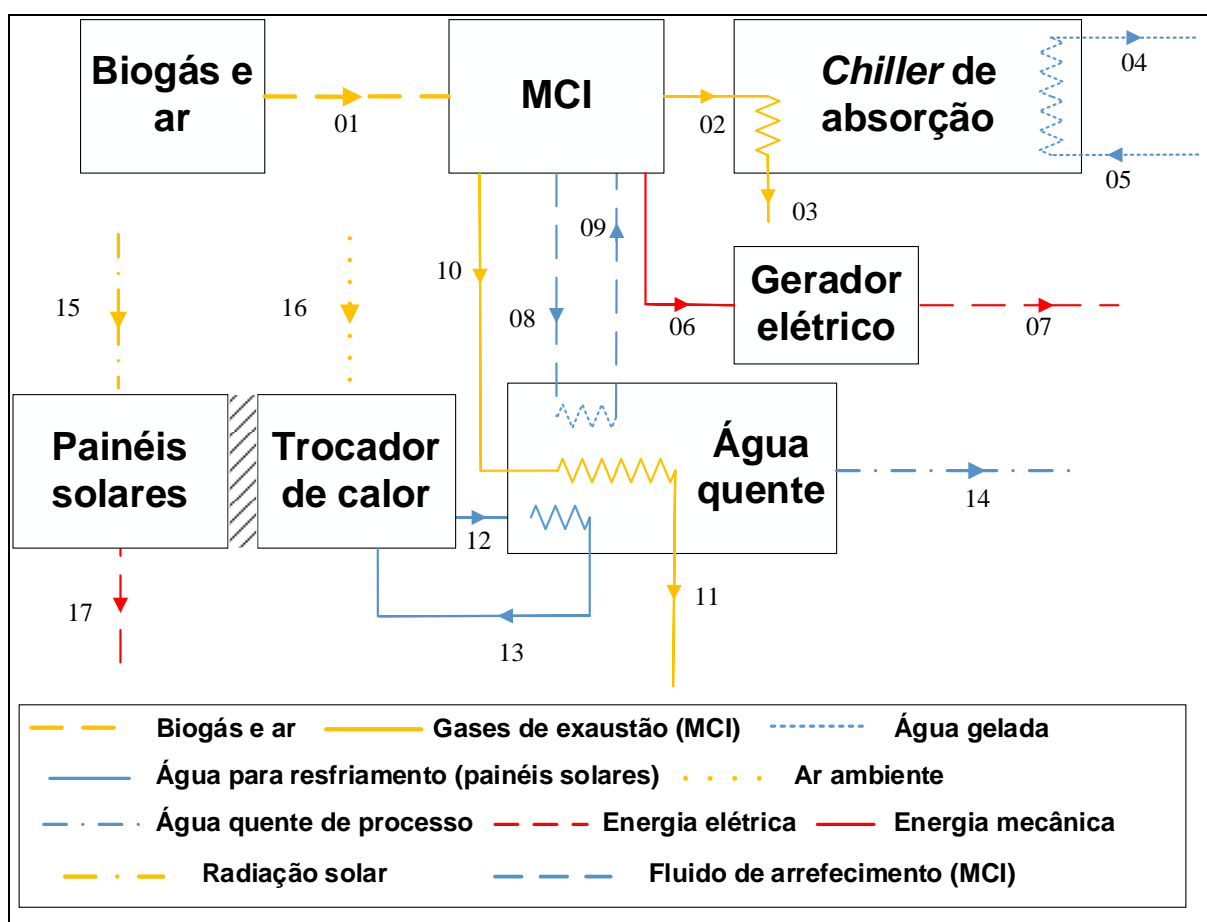 Biogás e
ar
01
MCI
02
Chiller de
absorção
04
05
03
15
16
10
08
09
06
Gerador
elétrico
07
Painéis
solares
Trocador
de calor
12
Água
quente
14
17
13
11
Biogás e ar
Gases de exaustão (MCI)
Água gelada
Água para resfriamento (painéis solares)
Ar ambiente
Água quente de processo
Energia elétrica
Energia mecânica
Radiação solar
Fluido de arrefecimento (MCI)